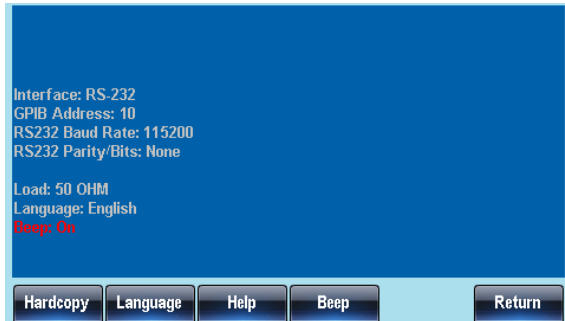 Interface: RS-232
GPIB Address: 10
RS232 Baud Rate: 115200
RS232 Parity/Bits: None
Load: 50 OHM
Language: English
Beep: On
Hardcopy Language Help Beep Return